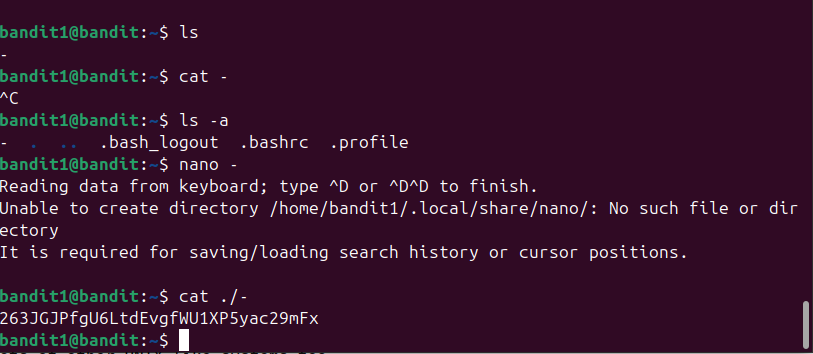 bandit1@bandit:~$ ls
-
bandit1@bandit:~$ cat -
^C
bandit1@bandit:~$ ls -a
-  .  ..  .bash_logout  .bashrc  .profile
bandit1@bandit:~$ nano -
Reading data from keyboard; type ^D or ^D^D to finish.
Unable to create directory /home/bandit1/.local/share/nano/: No such file or dir
ectory
It is required for saving/loading search history or cursor positions.
bandit1@bandit:~$ cat ./-
263JGJPfgU6LtdEvgfWU1XP5yac29mFx
bandit1@bandit:~$